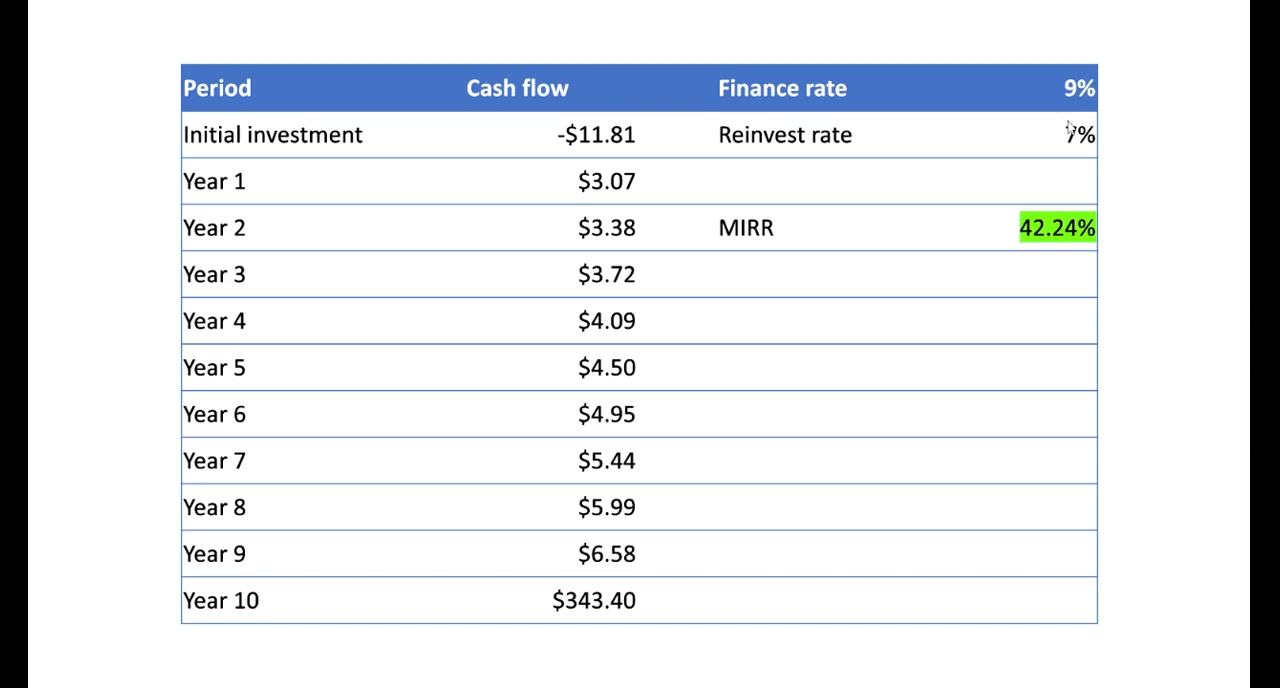 Period Cash flow Finance rate 9%
Initial investment -$11.81 Reinvest rate 7%
Year 1 $3.07
Year 2 $3.38 MIRR 42.24%
Year 3 $3.72
Year 4 $4.09
Year 5 $4.50
Year 6 $4.95
Year 7 $5.44
Year 8 $5.99
Year 9 $6.58
Year 10 $343.40